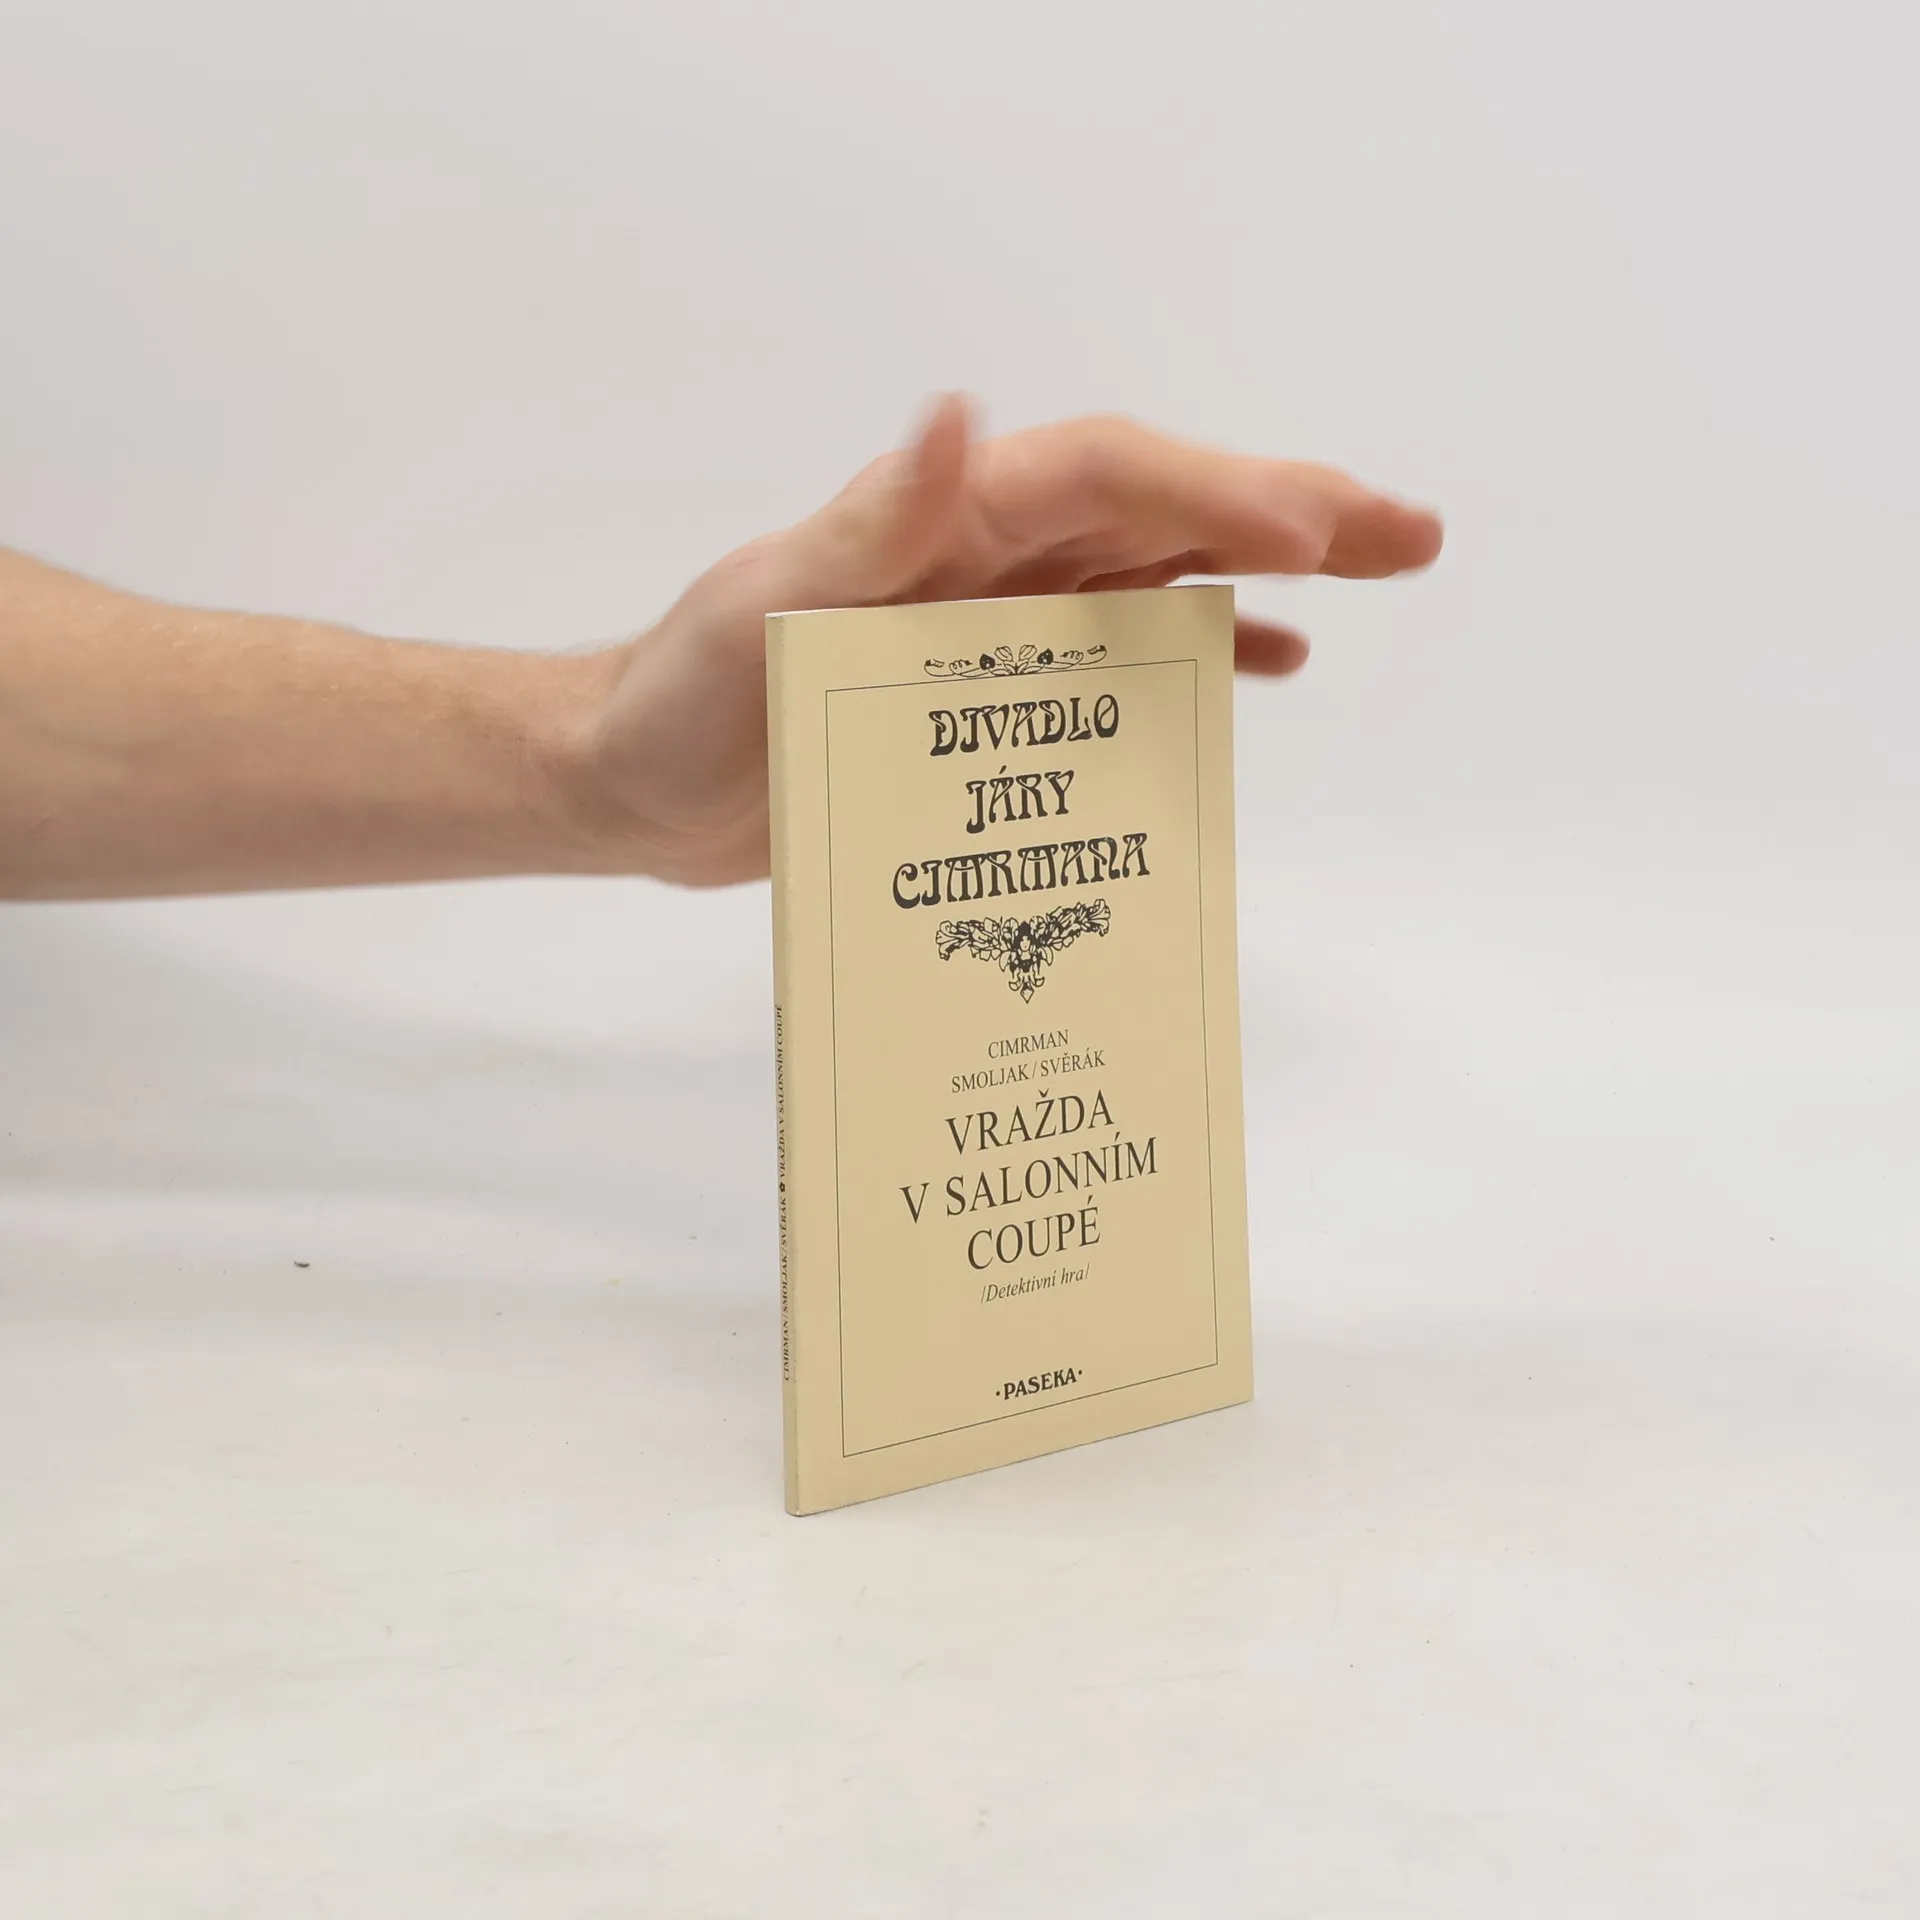 DIVADLO
JÁRY
CIMRMANA
CIMRMAN
SMOLJAK / SVĚRÁK
VRAŽDA
V SALONNÍM
COUPÉ
/Detektivní hra/
·PASEKA·
CIMRMAN / SMOLJAK / SVĚRÁK ✿ VRAŽDA V SALONNÍM COUPÉ